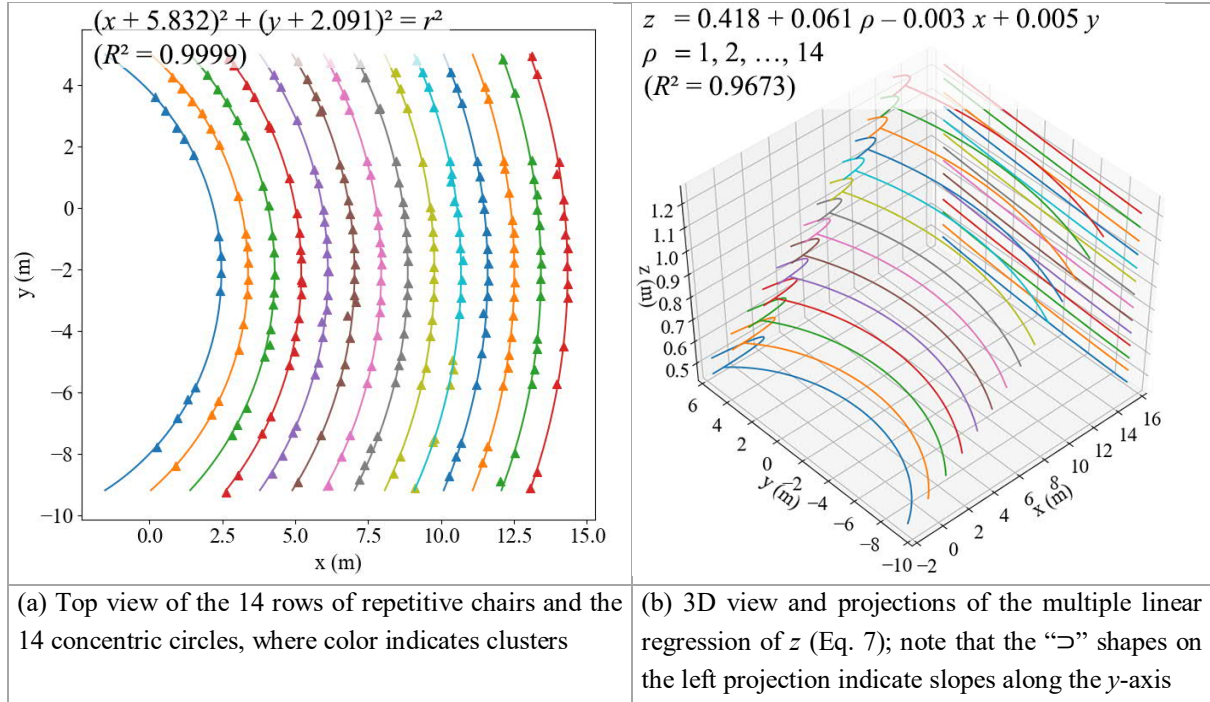 (x + 5.832)² + (y + 2.091)² = r²
(R² = 0.9999)
4
2
0
−2
−4
−6
−8
−10
y (m)
0.0 2.5 5.0 7.5 10.0 12.5 15.0
x (m)
z = 0.418 + 0.061 ρ – 0.003 x + 0.005 y
ρ = 1, 2, …, 14
(R² = 0.9673)
1.2
1.1
1.0
0.9
0.8
0.7
0.6
0.5
z (m)
6
4
2
0
−2
−4
−6
−8
−10
y (m)
−2
0
2
4
6
8
10
12
14
16
x (m)
(a) Top view of the 14 rows of repetitive chairs and the
14 concentric circles, where color indicates clusters
(b) 3D view and projections of the multiple linear
regression of z (Eq. 7); note that the “⊃” shapes on
the left projection indicate slopes along the y-axis